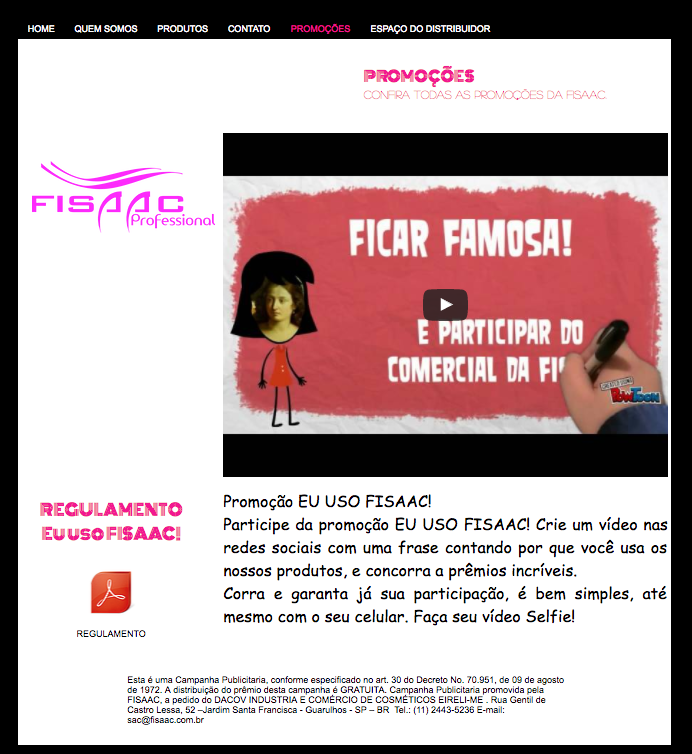 HOME QUEM SOMOS PRODUTOS CONTATO PROMOÇÕES ESPAÇO DO DISTRIBUIDOR
PROMOÇÕES
CONFIRA TODAS AS PROMOÇÕES DA FISAAC
FISAAC
Professional
FICAR FAMOSA!
E PARTICIPAR DO
COMERCIAL DA
PowToon
REGULAMENTO
Eu uso FISAAC!
REGULAMENTO
Promoção EU USO FISAAC!
Participe da promoção EU USO FISAAC! Crie um vídeo nas
redes sociais com uma frase contando por que você usa os
nossos produtos, e concorra a prêmios incríveis.
Corra e garanta já sua participação, é bem simples, até
mesmo com o seu celular. Faça seu vídeo Selfie!
Esta é uma Campanha Publicitaria, conforme especificado no art. 30 do Decreto No. 70.951, de 09 de agosto
de 1972. A distribuição do prêmio desta campanha é GRATUITA. Campanha Publicitaria promovida pela
FISAAC, a pedido do DACOV INDUSTRIA E COMÉRCIO DE COSMÉTICOS EIRELI-ME . Rua Gentil de
Castro Lessa, 52 –Jardim Santa Francisca - Guarulhos - SP – BR Tel.: (11) 2443-5236 E-mail:
sac@fisaac.com.br